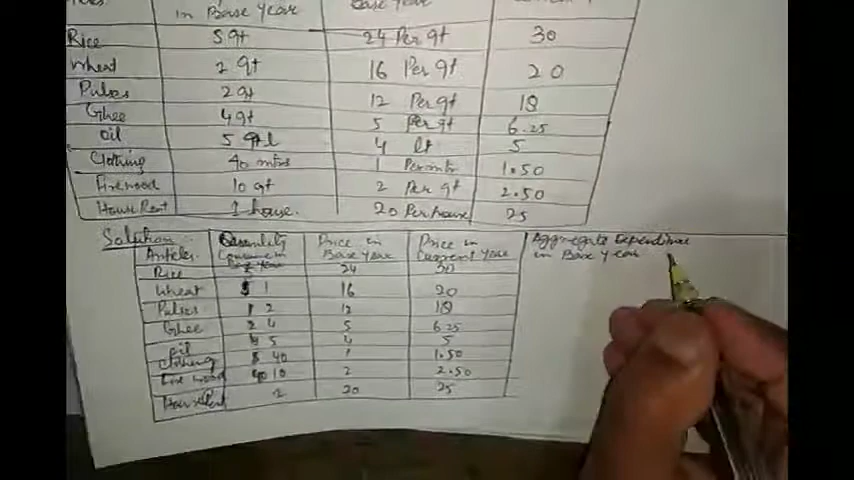 in Base Year
Rice 5 qt 24 Per qt 30
Wheat 2 qt 16 Per qt 20
Pulses 2 qt 12 Per qt 18
Ghee 4 qt 5 Per qt 6.25
Oil 5 4 lt 5
Clothing 40 mtrs 1 Per mtr 1.50
Firewood 10 qt 2 Per qt 2.50
House Rent 1 house. 20 Per house 25
Solution
Articles Quantity Price in Price in Aggregate Expenditure
Base Year Current Year in Base Year
Rice 24 30
Wheat 1 16 20
Pulses 2 12 18
Ghee 4 5 6.25
Oil 5 4 5
Clothing 40 1 1.50
Fire wood 10 2 2.50
House Rent 2 20 25